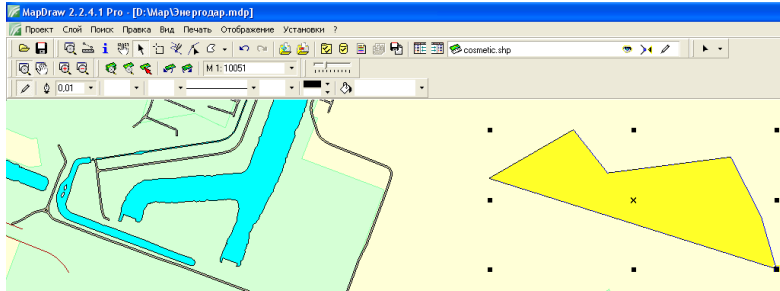 MapDraw 2.2.4.1 Pro - [D:\Map\Энергодар.mdp]
Проект Слой Поиск Правка Вид Печать Отображение Установки ?
cosmetic.shp
M 1: 10051
0,01